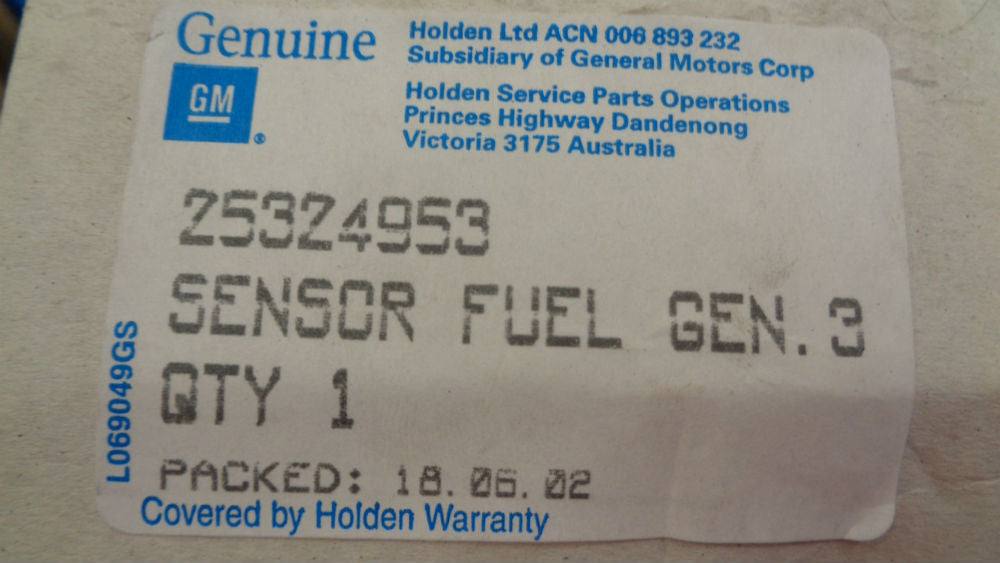 Genuine
GM
®
Holden Ltd ACN 006 893 232
Subsidiary of General Motors Corp
Holden Service Parts Operations
Princes Highway Dandenong
Victoria 3175 Australia
25324953
SENSOR FUEL GEN. 3
QTY 1
PACKED: 18.06.02
Covered by Holden Warranty
L069049GS